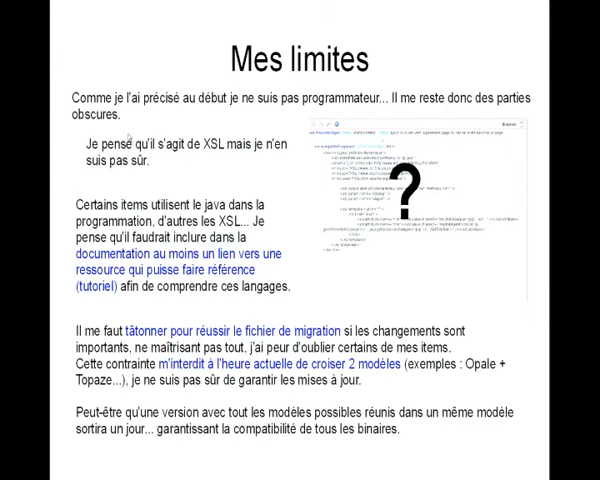 Mes limites
Comme je l'ai précisé au début je ne suis pas programmateur... Il me reste donc des parties
obscures.
Je pense qu'il s'agit de XSL mais je n'en
suis pas sûr.
?
Certains items utilisent le java dans la
programmation, d'autres les XSL... Je
pense qu'il faudrait inclure dans la
documentation au moins un lien vers une
ressource qui puisse faire référence
(tutoriel) afin de comprendre ces langages.
Il me faut tâtonner pour réussir le fichier de migration si les changements sont
importants, ne maîtrisant pas tout, j'ai peur d'oublier certains de mes items.
Cette contrainte m'interdit à l'heure actuelle de croiser 2 modèles (exemples : Opale +
Topaze...), je ne suis pas sûr de garantir les mises à jour.
Peut-être qu'une version avec tout les modèles possibles réunis dans un même modèle
sortira un jour... garantissant la compatibilité de tous les binaires.